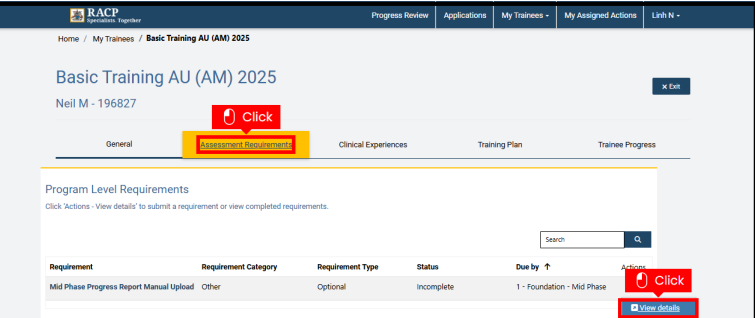 RACP
Specialists. Together
Progress Review Applications My Trainees My Assigned Actions Linh N
Home / My Trainees / Basic Training AU (AM) 2025
Basic Training AU (AM) 2025
x Exit
Neil M - 196827
Click
General Assessment Requirements Clinical Experiences Training Plan Trainee Progress
Program Level Requirements
Click 'Actions - View details' to submit a requirement or view completed requirements.
Search
Requirement Requirement Category Requirement Type Status Due by ↑ Actions
Click
Mid Phase Progress Report Manual Upload Other Optional Incomplete 1 - Foundation - Mid Phase
View details